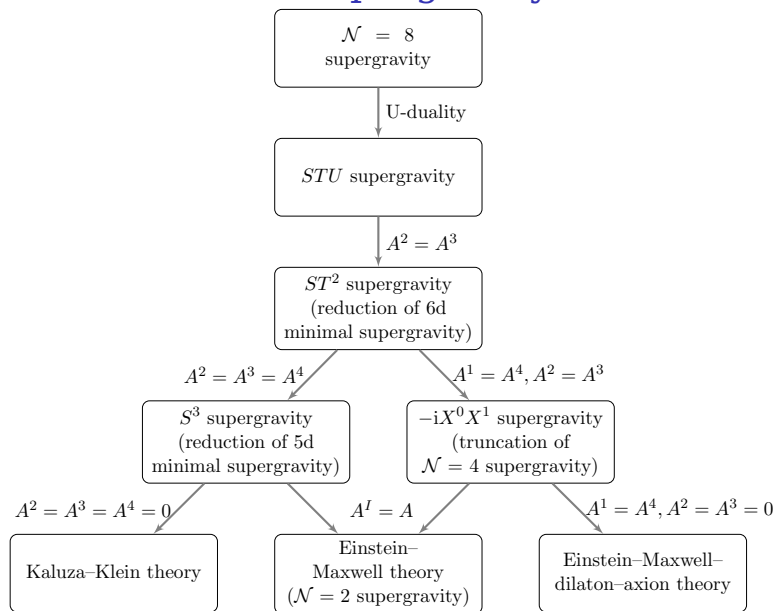 𝒩 = 8
supergravity
U-duality
STU supergravity
A² = A³
ST² supergravity
(reduction of 6d
minimal supergravity)
A² = A³ = A⁴
A¹ = A⁴, A² = A³
S³ supergravity
(reduction of 5d
minimal supergravity)
−iX⁰X¹ supergravity
(truncation of
𝒩 = 4 supergravity)
A² = A³ = A⁴ = 0
Aᴵ = A
A¹ = A⁴, A² = A³ = 0
Kaluza–Klein theory
Einstein–
Maxwell theory
(𝒩 = 2 supergravity)
Einstein–Maxwell–
dilaton–axion theory